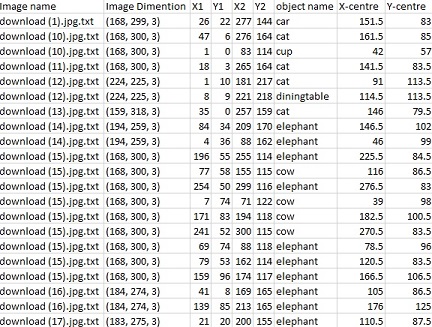 Image name Image Dimention X1 Y1 X2 Y2 object name X-centre Y-centre
download (1).jpg.txt (168, 299, 3) 26 22 277 144 car 151.5 83
download (10).jpg.txt (168, 300, 3) 47 6 276 164 cat 161.5 85
download (10).jpg.txt (168, 300, 3) 1 0 83 114 cup 42 57
download (11).jpg.txt (168, 300, 3) 18 3 265 164 cat 141.5 83.5
download (12).jpg.txt (224, 225, 3) 1 10 181 217 cat 91 113.5
download (12).jpg.txt (224, 225, 3) 8 9 221 218 diningtable 114.5 113.5
download (13).jpg.txt (159, 318, 3) 35 0 257 159 cat 146 79.5
download (14).jpg.txt (194, 259, 3) 84 34 209 170 elephant 146.5 102
download (14).jpg.txt (194, 259, 3) 4 36 88 162 elephant 46 99
download (15).jpg.txt (168, 300, 3) 196 55 255 114 elephant 225.5 84.5
download (15).jpg.txt (168, 300, 3) 77 58 155 115 cow 116 86.5
download (15).jpg.txt (168, 300, 3) 254 50 299 116 elephant 276.5 83
download (15).jpg.txt (168, 300, 3) 7 74 71 122 cow 39 98
download (15).jpg.txt (168, 300, 3) 171 83 194 118 cow 182.5 100.5
download (15).jpg.txt (168, 300, 3) 241 52 300 115 cow 270.5 83.5
download (15).jpg.txt (168, 300, 3) 69 74 88 118 elephant 78.5 96
download (15).jpg.txt (168, 300, 3) 79 53 162 114 elephant 120.5 83.5
download (15).jpg.txt (168, 300, 3) 159 96 174 117 elephant 166.5 106.5
download (16).jpg.txt (184, 274, 3) 41 8 169 165 elephant 105 86.5
download (16).jpg.txt (184, 274, 3) 139 85 213 165 elephant 176 125
download (17).jpg.txt (183, 275, 3) 21 20 200 155 elephant 110.5 87.5